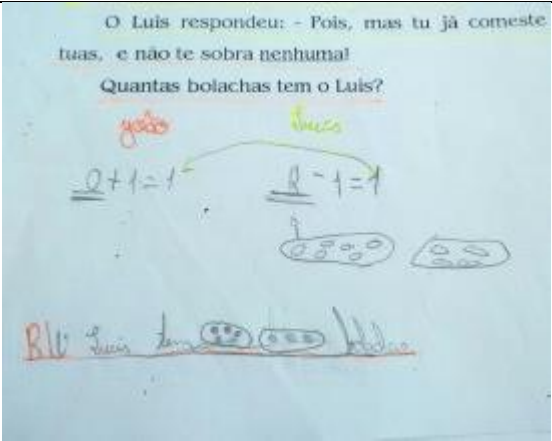 O Luis respondeu: - Pois, mas tu já comeste
tuas, e não te sobra nenhuma!
Quantas bolachas tem o Luis?
joão Luis
0+1=1 -1=1
R\\: O Luis tem